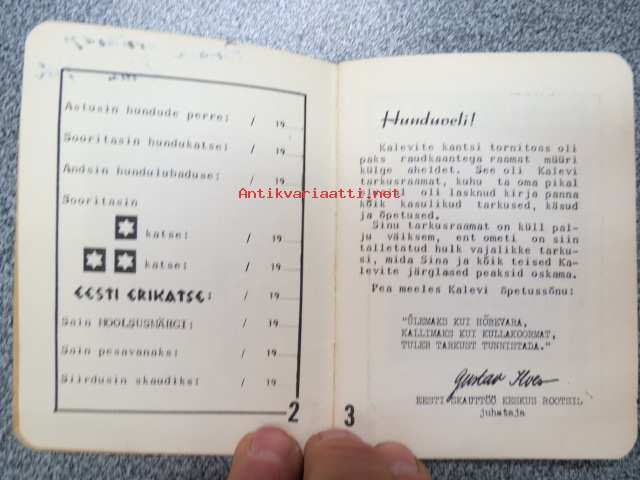 Astusin hundude perre: / 19
Sooritasin hundukatse: / 19
Andsin hundulubaduse: / 19
Sooritasin
katse: / 19
katse: / 19
EESTI ERIKATSE: / 19
Sain HOOLSUSMÄRGI: / 19
Sain pesavanaks: / 19
Siirdusin skaudiks: / 19
2
Hunduveli!
Kalevite kantsi tornitoas oli
paks raudkaantega raamat müüri
külge aheldet. See oli Kalevi
tarkusraamat, kuhu ta oma pikal
oli lasknud kirja panna
kõik kasulikud tarkused, käsud
ja õpetused.
Sinu tarkusraamat on küll pal-
ju väiksem, ent ometi on siin
talletatud hulk vajalikke tarku-
si, mida Sina ja kõik teised Ka-
levite järglased peaksid oskama.
Pea meeles Kalevi õpetussõnu:
"ÜLEMAKS KUI HÕBEVARA,
KALLIMAKS KUI KULLAKOORMAT,
TULEB TARKUST TUNNISTADA."
Gustav Ilves
EESTI SKAUTTÖÖ KESKUS ROOTSIL
juhataja
3
Antikvariaatti.net